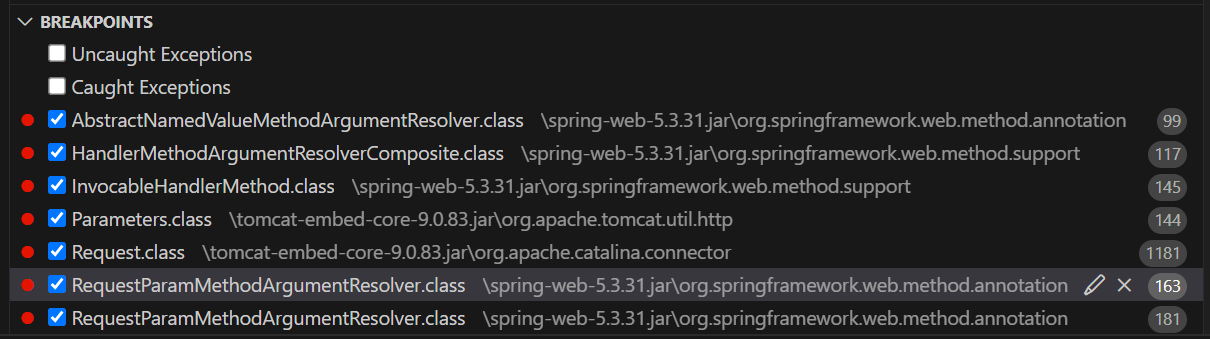 BREAKPOINTS
Uncaught Exceptions
Caught Exceptions
AbstractNamedValueMethodArgumentResolver.class \spring-web-5.3.31.jar\org.springframework.web.method.annotation 99
HandlerMethodArgumentResolverComposite.class \spring-web-5.3.31.jar\org.springframework.web.method.support 117
InvocableHandlerMethod.class \spring-web-5.3.31.jar\org.springframework.web.method.support 145
Parameters.class \tomcat-embed-core-9.0.83.jar\org.apache.tomcat.util.http 144
Request.class \tomcat-embed-core-9.0.83.jar\org.apache.catalina.connector 1181
RequestParamMethodArgumentResolver.class \spring-web-5.3.31.jar\org.springframework.web.method.annotation 163
RequestParamMethodArgumentResolver.class \spring-web-5.3.31.jar\org.springframework.web.method.annotation 181